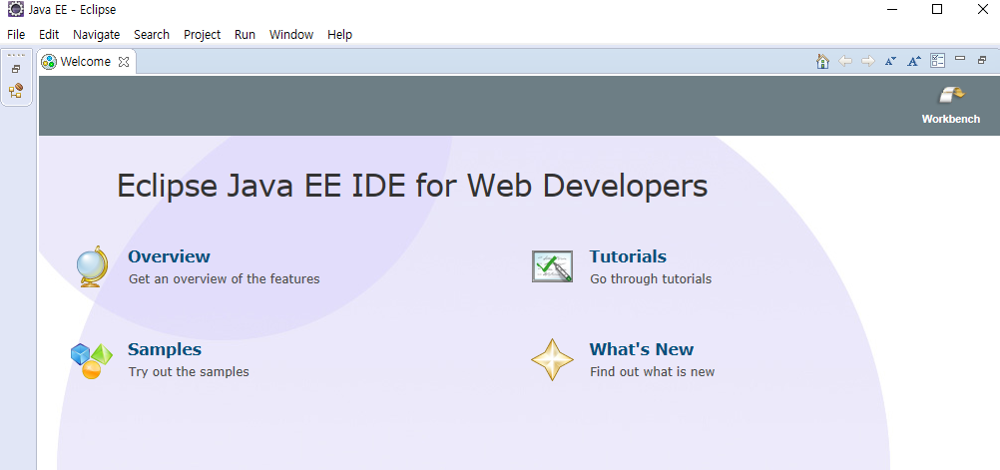 Java EE - Eclipse
File Edit Navigate Search Project Run Window Help
Welcome
Workbench
Eclipse Java EE IDE for Web Developers
Overview
Get an overview of the features
Tutorials
Go through tutorials
Samples
Try out the samples
What's New
Find out what is new